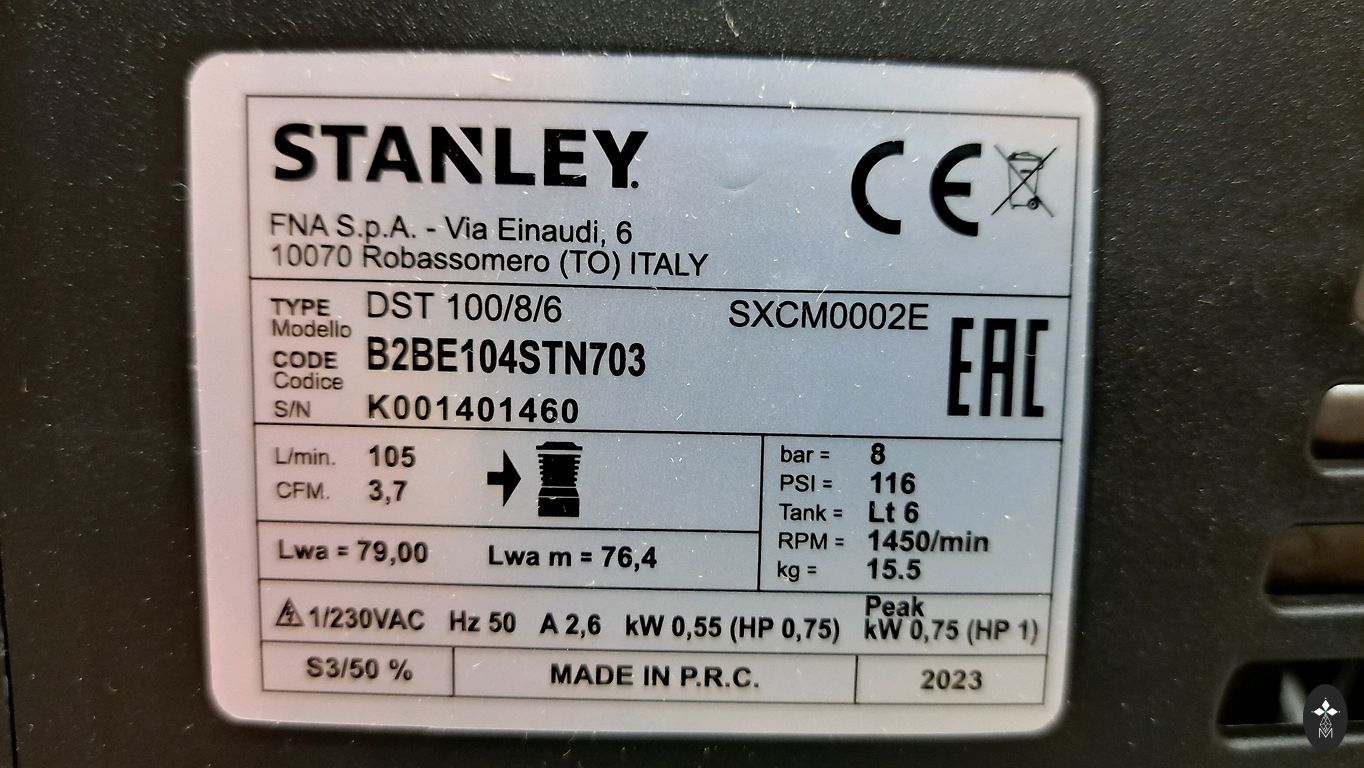 STANLEY.
CE
FNA S.p.A. - Via Einaudi, 6
10070 Robassomero (TO) ITALY
TYPE DST 100/8/6 SXCM0002E
Modello
CODE B2BE104STN703
Codice
EAC
S/N K001401460
L/min. 105
CFM. 3,7
Lwa = 79,00 Lwa m = 76,4
bar = 8
PSI = 116
Tank = Lt 6
RPM = 1450/min
kg = 15.5
1/230VAC Hz 50 A 2,6 kW 0,55 (HP 0,75)
Peak
kW 0,75 (HP 1)
S3/50 % MADE IN P.R.C. 2023
M